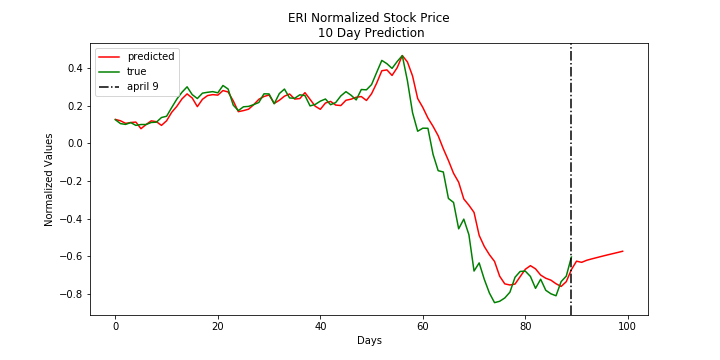 ERI Normalized Stock Price
10 Day Prediction
predicted
true
april 9
0.4
0.2
0.0
−0.2
−0.4
−0.6
−0.8
Normalized Values
0
20
40
60
80
100
Days